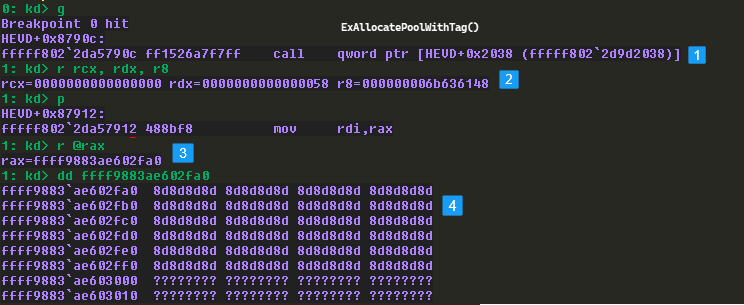 0: kd> g
Breakpoint 0 hit
ExAllocatePoolWithTag()
HEVD+0x8790c:
fffff802`2da5790c ff1526a7f7ff call qword ptr [HEVD+0x2038 (fffff802`2d9d2038)]
1
1: kd> r rcx, rdx, r8
rcx=0000000000000000 rdx=0000000000000058 r8=000000006b636148
2
1: kd> p
HEVD+0x87912:
fffff802`2da57912 488bf8 mov rdi,rax
1: kd> r @rax
3
rax=ffff9883ae602fa0
1: kd> dd ffff9883ae602fa0
ffff9883`ae602fa0 8d8d8d8d 8d8d8d8d 8d8d8d8d 8d8d8d8d
ffff9883`ae602fb0 8d8d8d8d 8d8d8d8d 8d8d8d8d 8d8d8d8d
4
ffff9883`ae602fc0 8d8d8d8d 8d8d8d8d 8d8d8d8d 8d8d8d8d
ffff9883`ae602fd0 8d8d8d8d 8d8d8d8d 8d8d8d8d 8d8d8d8d
ffff9883`ae602fe0 8d8d8d8d 8d8d8d8d 8d8d8d8d 8d8d8d8d
ffff9883`ae602ff0 8d8d8d8d 8d8d8d8d 8d8d8d8d 8d8d8d8d
ffff9883`ae603000 ???????? ???????? ???????? ????????
ffff9883`ae603010 ???????? ???????? ???????? ????????